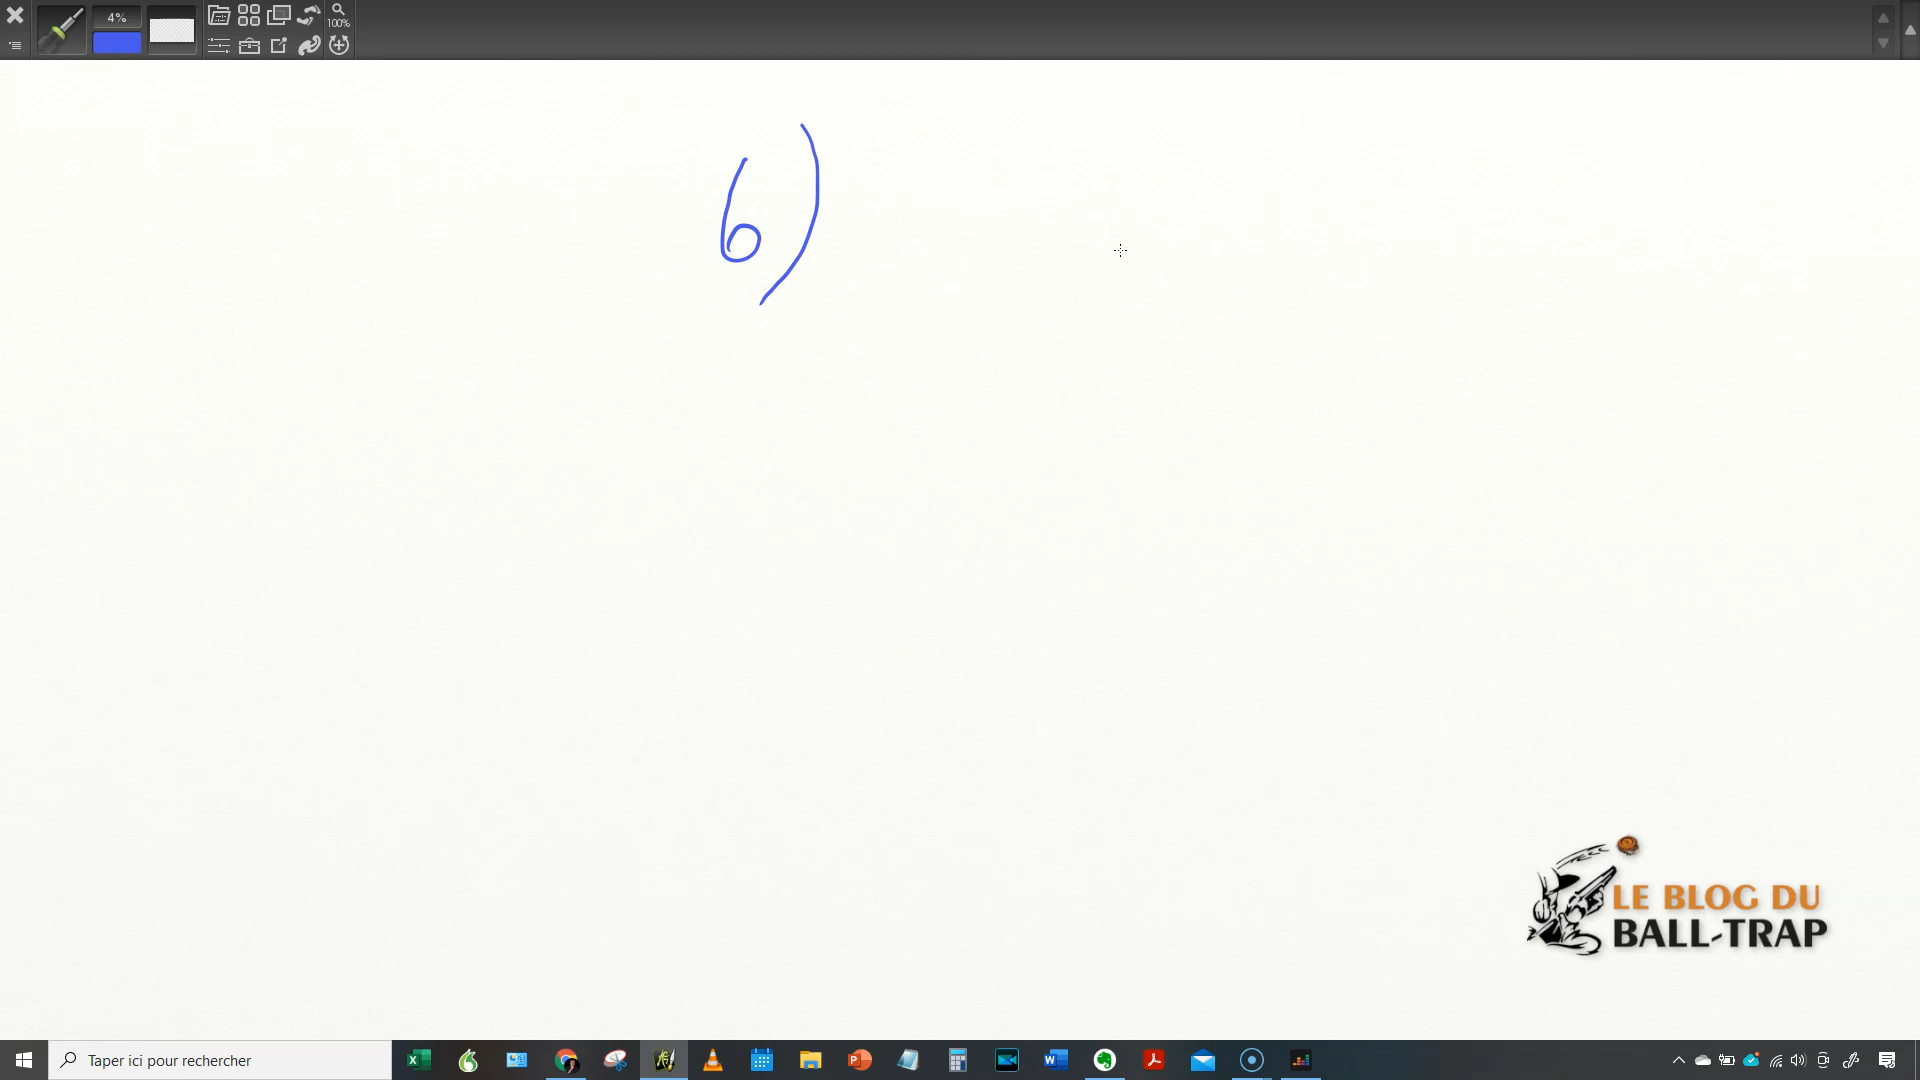 4%
100%
6)
LE BLOG DU
BALL-TRAP
Taper ici pour rechercher